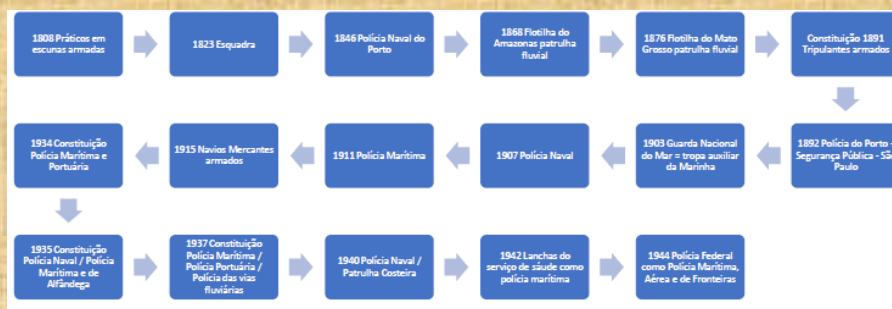 1808 Práticos em
escunas armadas
1823 Esquadra
1846 Polícia Naval do
Porto
1868 Flotilha do
Amazonas patrulha
fluvial
1876 Flotilha do Mato
Grosso patrulha fluvial
Constituição 1891
Tripulantes armados
1892 Polícia do Porto -
Segurança Pública - São
Paulo
1903 Guarda Nacional
do Mar = tropa auxiliar
da Marinha
1907 Polícia Naval
1911 Polícia Marítima
1915 Navios Mercantes
armados
1934 Constituição
Polícia Marítima e
Portuária
1935 Constituição
Polícia Naval / Polícia
Marítima e de
Alfândega
1937 Constituição
Polícia Marítima /
Polícia Portuária /
Polícia das vias
fluviárias
1940 Polícia Naval /
Patrulha Costeira
1942 Lanchas do
serviço de sáude como
polícia marítima
1944 Polícia Federal
como Polícia Marítima,
Aérea e de Fronteiras